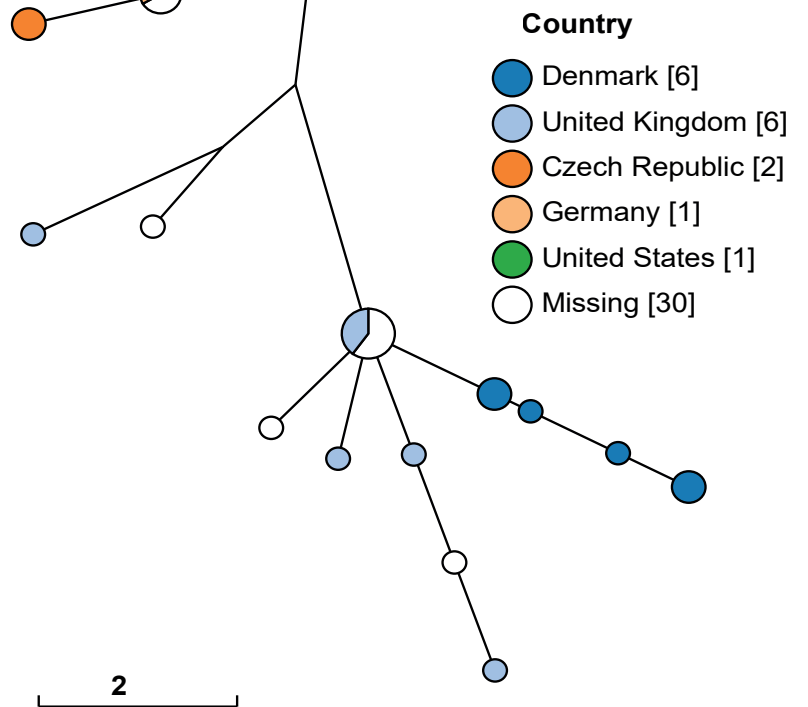 Country
Denmark [6]
United Kingdom [6]
Czech Republic [2]
Germany [1]
United States [1]
Missing [30]
2